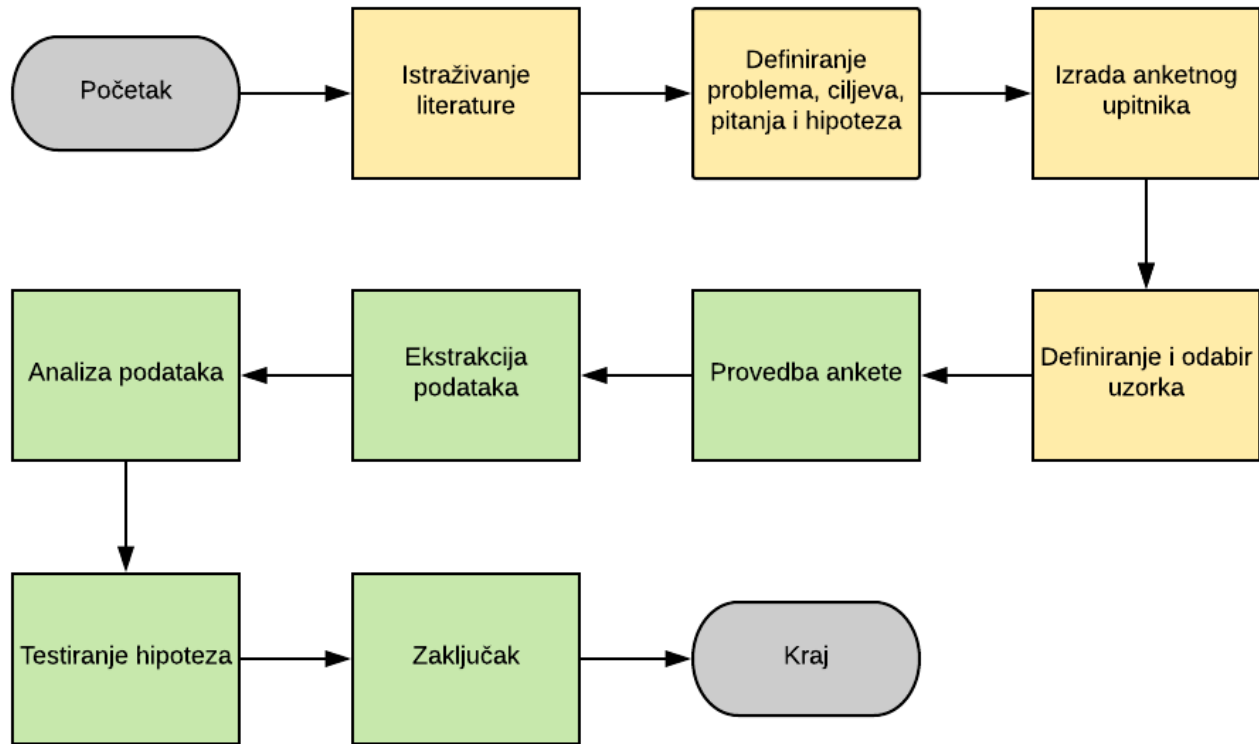 Početak
Istraživanje
literature
Definiranje
problema, ciljeva,
pitanja i hipoteza
Izrada anketnog
upitnika
Definiranje i odabir
uzorka
Provedba ankete
Ekstrakcija
podataka
Analiza podataka
Testiranje hipoteza
Zaključak
Kraj